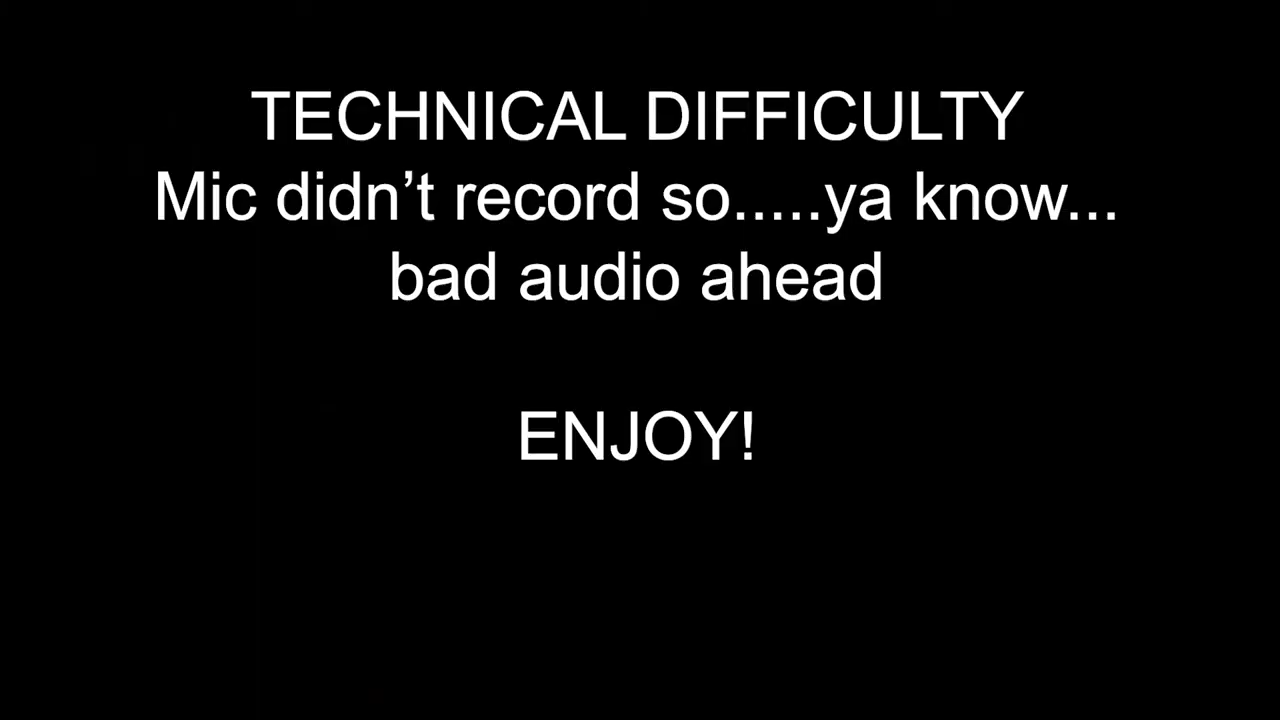 TECHNICAL DIFFICULTY
Mic didn’t record so.....ya know...
bad audio ahead
ENJOY!